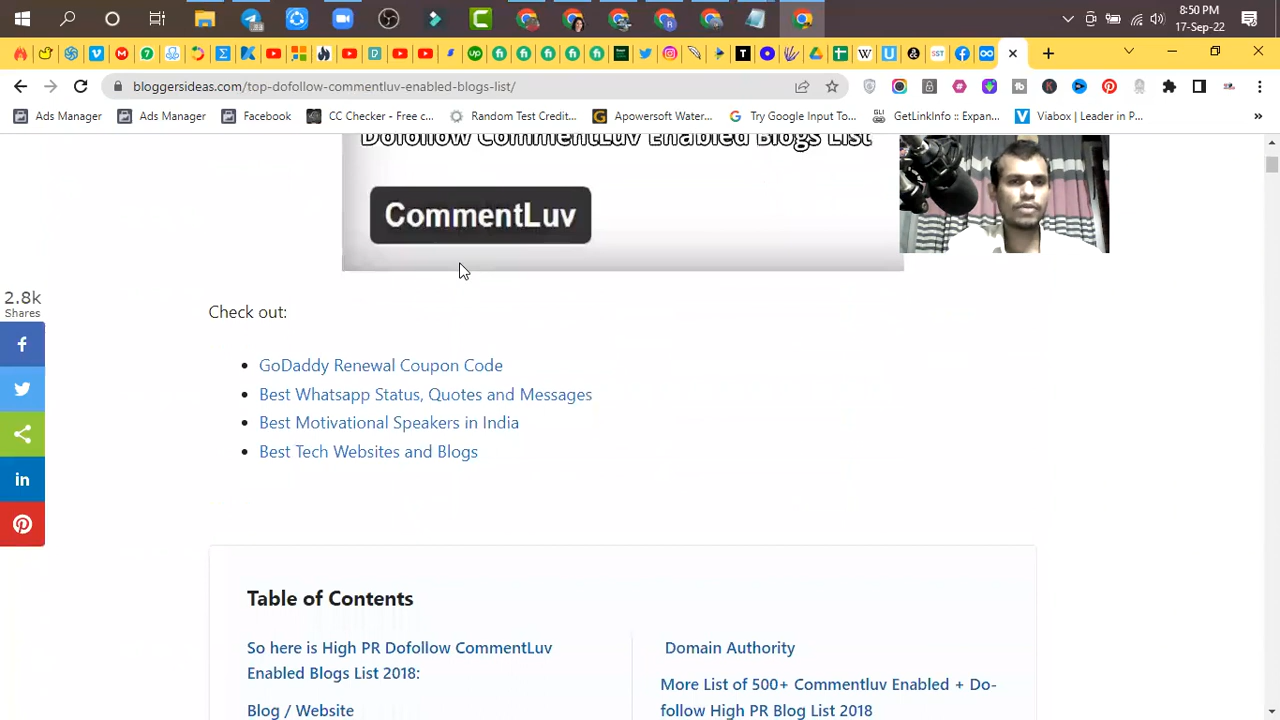 8:50 PM
17-Sep-22
bloggersideas.com/top-dofollow-commentluv-enabled-blogs-list/
Ads Manager
Ads Manager
Facebook
CC Checker - Free c...
Random Test Credit...
Apowersoft Water...
Try Google Input To...
GetLinkInfo :: Expan...
Viabox | Leader in P...
»
Dofollow CommentLuv Enabled Blogs List
CommentLuv
2.8k
Shares
Check out:
GoDaddy Renewal Coupon Code
Best Whatsapp Status, Quotes and Messages
Best Motivational Speakers in India
Best Tech Websites and Blogs
Table of Contents
So here is High PR Dofollow CommentLuv
Enabled Blogs List 2018:
Blog / Website
Domain Authority
More List of 500+ Commentluv Enabled + Do-
follow High PR Blog List 2018